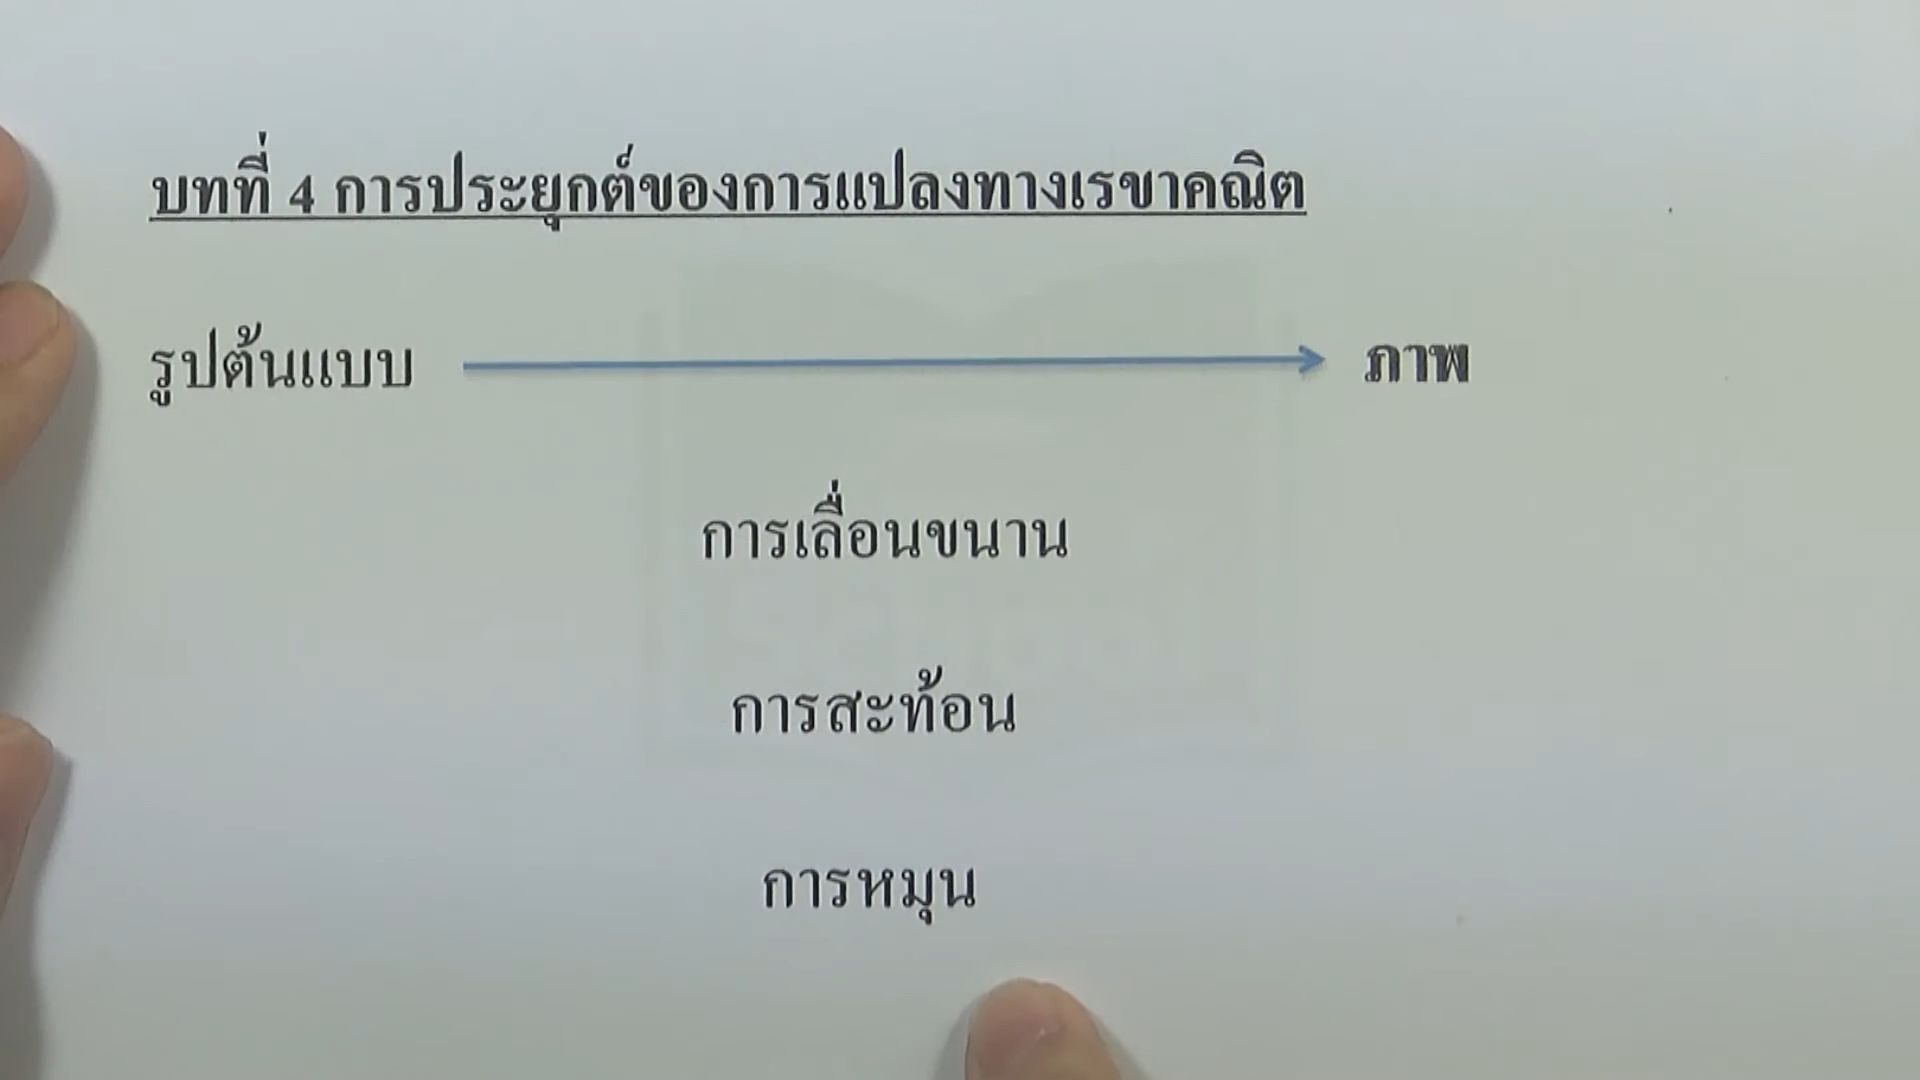 บทที่ 4 การประยุกต์ของการแปลงทางเรขาคณิต
รูปต้นแบบ ภาพ
การเลื่อนขนาน
การสะท้อน
การหมุน